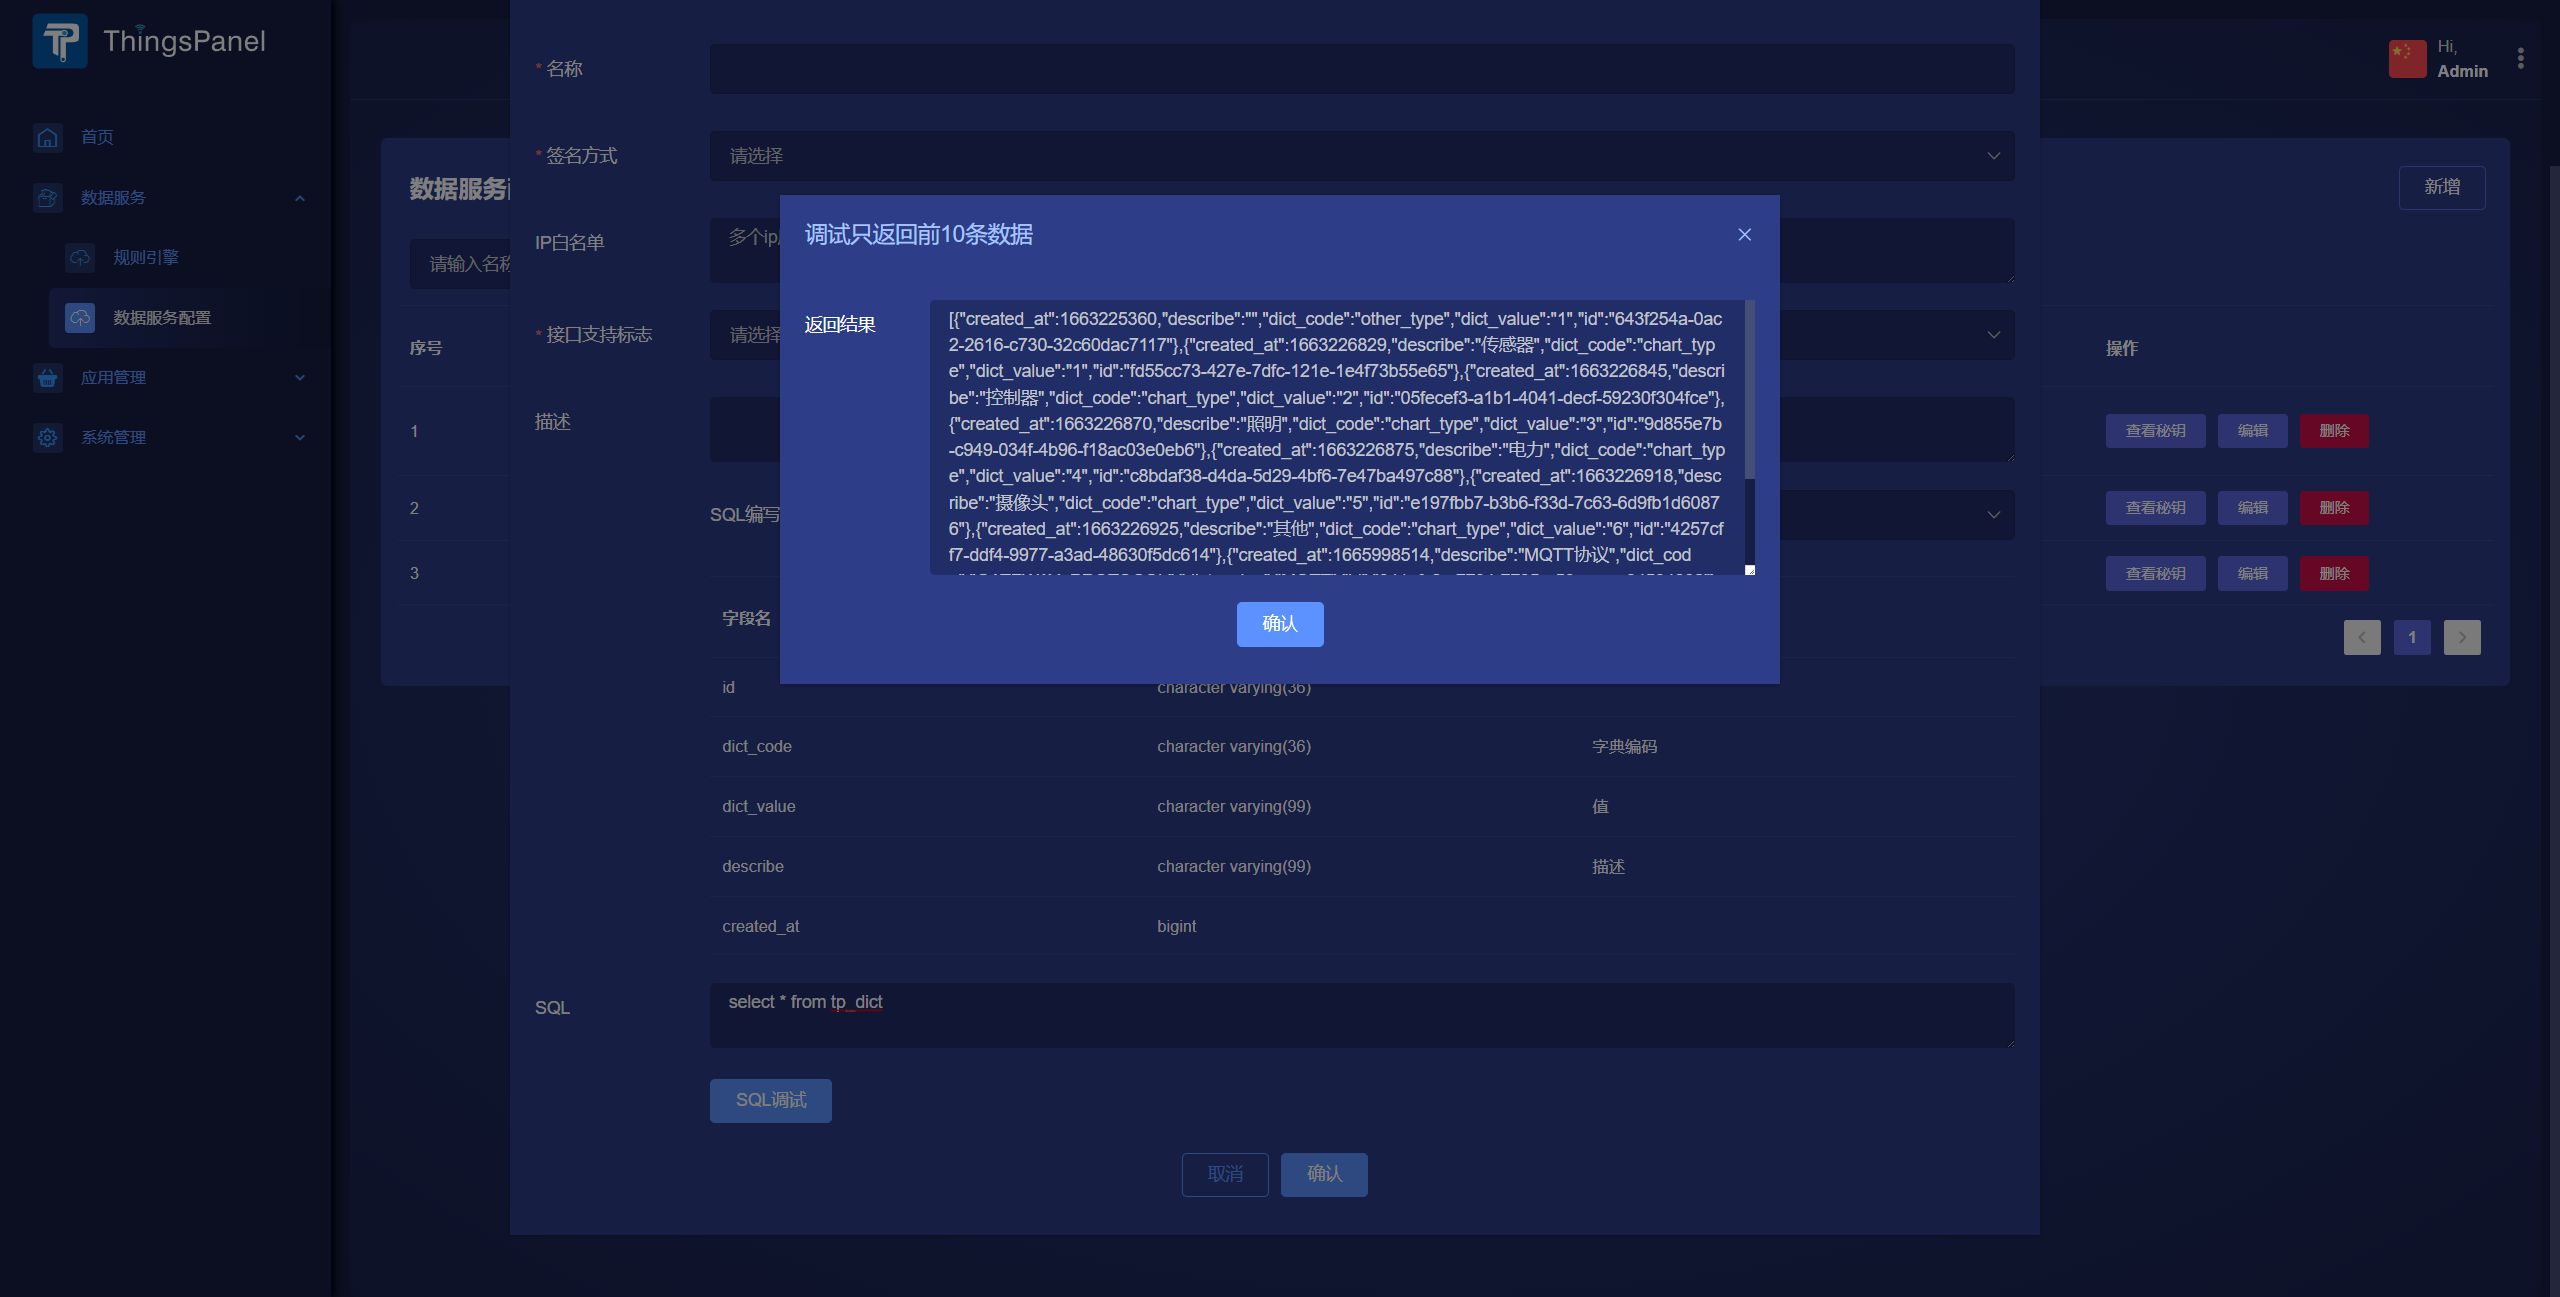 ThingsPanel
首页
数据服务
规则引擎
数据服务配置
应用管理
系统管理
Hi,
Admin
数据服务
新增
请输入名称
序号
操作
1
查看秘钥
编辑
删除
2
查看秘钥
编辑
删除
3
查看秘钥
编辑
删除
1
* 名称
* 签名方式
请选择
IP白名单
多个ip
* 接口支持标志
请选择
描述
SQL编写
字段名
id
character varying(36)
dict_code
character varying(36)
字典编码
dict_value
character varying(99)
值
describe
character varying(99)
描述
created_at
bigint
SQL
select * from tp_dict
SQL调试
取消
确认
调试只返回前10条数据
返回结果
[{"created_at":1663225360,"describe":"","dict_code":"other_type","dict_value":"1","id":"643f254a-0ac
2-2616-c730-32c60dac7117"},{"created_at":1663226829,"describe":"传感器","dict_code":"chart_typ
e","dict_value":"1","id":"fd55cc73-427e-7dfc-121e-1e4f73b55e65"},{"created_at":1663226845,"descri
be":"控制器","dict_code":"chart_type","dict_value":"2","id":"05fecef3-a1b1-4041-decf-59230f304fce"},
{"created_at":1663226870,"describe":"照明","dict_code":"chart_type","dict_value":"3","id":"9d855e7b
-c949-034f-4b96-f18ac03e0eb6"},{"created_at":1663226875,"describe":"电力","dict_code":"chart_typ
e","dict_value":"4","id":"c8bdaf38-d4da-5d29-4bf6-7e47ba497c88"},{"created_at":1663226918,"desc
ribe":"摄像头","dict_code":"chart_type","dict_value":"5","id":"e197fbb7-b3b6-f33d-7c63-6d9fb1d6087
6"},{"created_at":1663226925,"describe":"其他","dict_code":"chart_type","dict_value":"6","id":"4257cf
f7-ddf4-9977-a3ad-48630f5dc614"},{"created_at":1665998514,"describe":"MQTT协议","dict_cod
确认